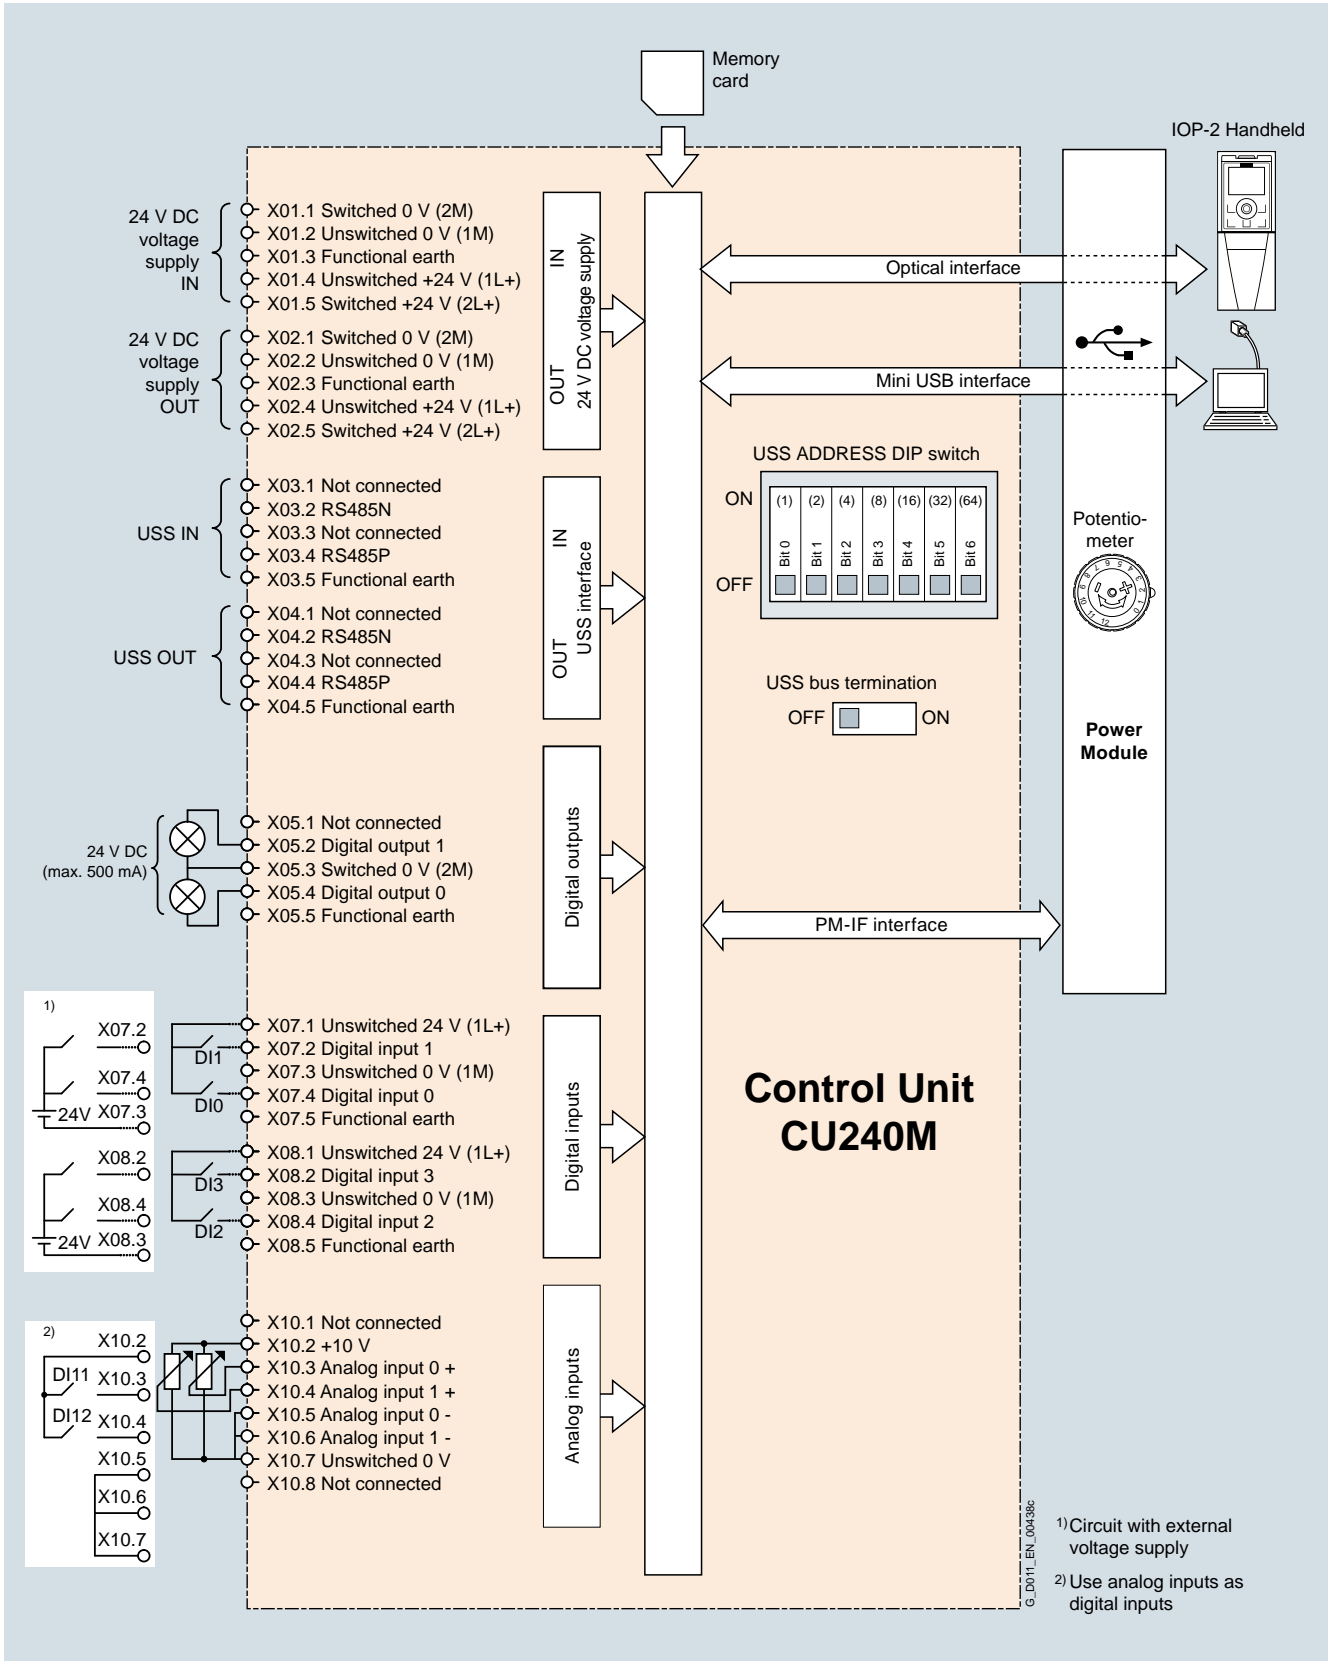 Memory
card
IOP-2 Handheld
24 V DC
voltage
supply
IN
X01.1 Switched 0 V (2M)
X01.2 Unswitched 0 V (1M)
X01.3 Functional earth
X01.4 Unswitched +24 V (1L+)
X01.5 Switched +24 V (2L+)
24 V DC
voltage
supply
OUT
X02.1 Switched 0 V (2M)
X02.2 Unswitched 0 V (1M)
X02.3 Functional earth
X02.4 Unswitched +24 V (1L+)
X02.5 Switched +24 V (2L+)
OUT IN
24 V DC voltage supply
Optical interface
Mini USB interface
USS IN
X03.1 Not connected
X03.2 RS485N
X03.3 Not connected
X03.4 RS485P
X03.5 Functional earth
USS OUT
X04.1 Not connected
X04.2 RS485N
X04.3 Not connected
X04.4 RS485P
X04.5 Functional earth
OUT IN
USS interface
USS ADDRESS DIP switch
ON
(1) (2) (4) (8) (16) (32) (64)
Bit 0 Bit 1 Bit 2 Bit 3 Bit 4 Bit 5 Bit 6
OFF
USS bus termination
OFF ON
Potentio-
meter
0 1 2 3 4 5 6 7 8 9 10 11 12
Power
Module
24 V DC
(max. 500 mA)
X05.1 Not connected
X05.2 Digital output 1
X05.3 Switched 0 V (2M)
X05.4 Digital output 0
X05.5 Functional earth
Digital outputs
PM-IF interface
1)
X07.2
X07.4
24V X07.3
X08.2
X08.4
24V X08.3
DI1
DI0
DI3
DI2
X07.1 Unswitched 24 V (1L+)
X07.2 Digital input 1
X07.3 Unswitched 0 V (1M)
X07.4 Digital input 0
X07.5 Functional earth
X08.1 Unswitched 24 V (1L+)
X08.2 Digital input 3
X08.3 Unswitched 0 V (1M)
X08.4 Digital input 2
X08.5 Functional earth
Digital inputs
Control Unit
CU240M
2)
X10.2
DI11 X10.3
DI12 X10.4
X10.5
X10.6
X10.7
X10.1 Not connected
X10.2 +10 V
X10.3 Analog input 0 +
X10.4 Analog input 1 +
X10.5 Analog input 0 -
X10.6 Analog input 1 -
X10.7 Unswitched 0 V
X10.8 Not connected
Analog inputs
G_D011_EN_00438c
1) Circuit with external
voltage supply
2) Use analog inputs as
digital inputs